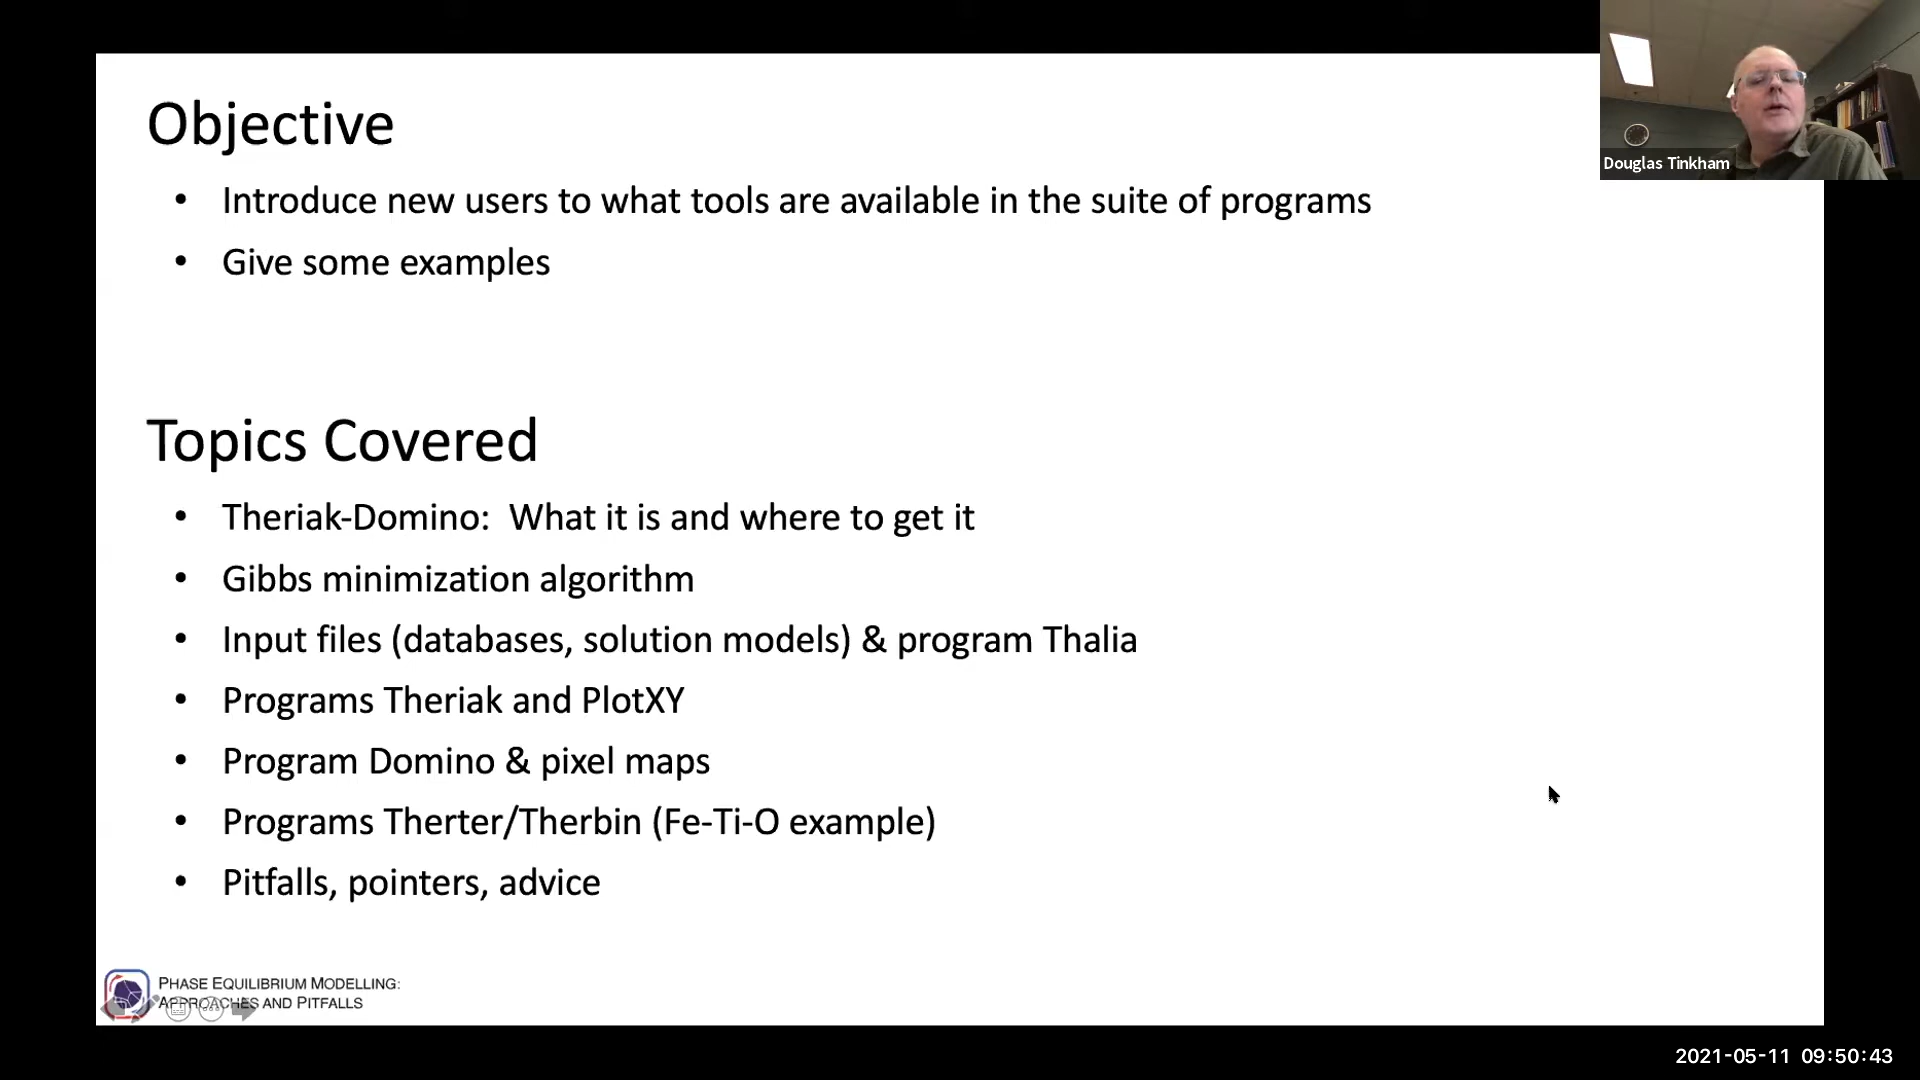 Objective
• Introduce new users to what tools are available in the suite of programs
• Give some examples
Topics Covered
• Theriak-Domino:  What it is and where to get it
• Gibbs minimization algorithm
• Input files (databases, solution models) & program Thalia
• Programs Theriak and PlotXY
• Program Domino & pixel maps
• Programs Therter/Therbin (Fe-Ti-O example)
• Pitfalls, pointers, advice
PHASE EQUILIBRIUM MODELLING:
APPROACHES AND PITFALLS
Douglas Tinkham
2021-05-11 09:50:43